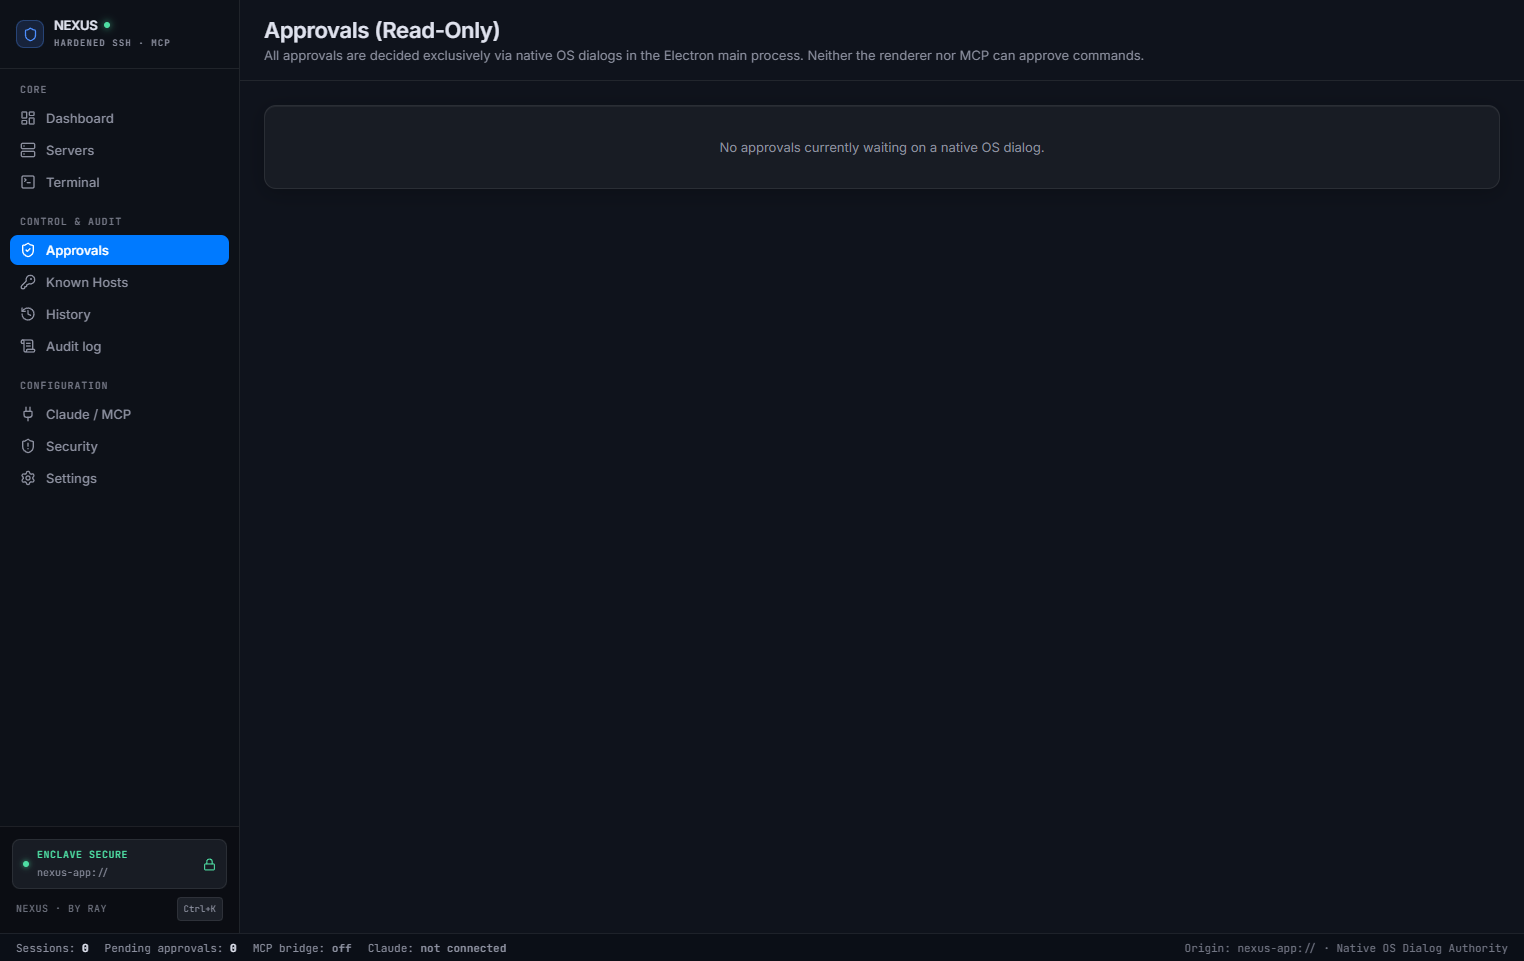 NEXUS
HARDENED SSH · MCP
CORE
Dashboard
Servers
Terminal
CONTROL & AUDIT
Approvals
Known Hosts
History
Audit log
CONFIGURATION
Claude / MCP
Security
Settings
ENCLAVE SECURE
nexus-app://
NEXUS · BY RAY
Ctrl+K
Approvals (Read-Only)
All approvals are decided exclusively via native OS dialogs in the Electron main process. Neither the renderer nor MCP can approve commands.
No approvals currently waiting on a native OS dialog.
Sessions: 0 Pending approvals: 0 MCP bridge: off Claude: not connected
Origin: nexus-app:// · Native OS Dialog Authority